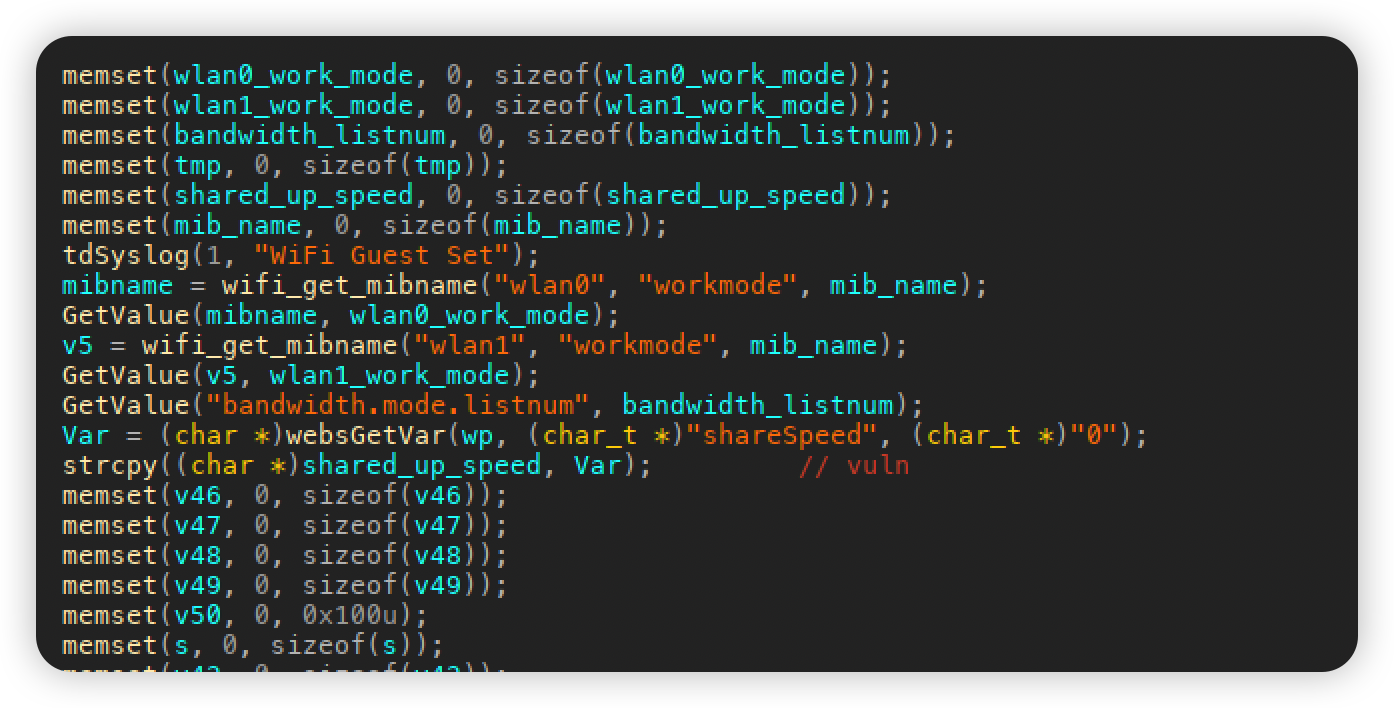 memset(wlan0_work_mode, 0, sizeof(wlan0_work_mode));
memset(wlan1_work_mode, 0, sizeof(wlan1_work_mode));
memset(bandwidth_listnum, 0, sizeof(bandwidth_listnum));
memset(tmp, 0, sizeof(tmp));
memset(shared_up_speed, 0, sizeof(shared_up_speed));
memset(mib_name, 0, sizeof(mib_name));
tdSyslog(1, "WiFi Guest Set");
mibname = wifi_get_mibname("wlan0", "workmode", mib_name);
GetValue(mibname, wlan0_work_mode);
v5 = wifi_get_mibname("wlan1", "workmode", mib_name);
GetValue(v5, wlan1_work_mode);
GetValue("bandwidth.mode.listnum", bandwidth_listnum);
Var = (char *)websGetVar(wp, (char_t *)"shareSpeed", (char_t *)"0");
strcpy((char *)shared_up_speed, Var);         // vuln
memset(v46, 0, sizeof(v46));
memset(v47, 0, sizeof(v47));
memset(v48, 0, sizeof(v48));
memset(v49, 0, sizeof(v49));
memset(v50, 0, 0x100u);
memset(s, 0, sizeof(s));